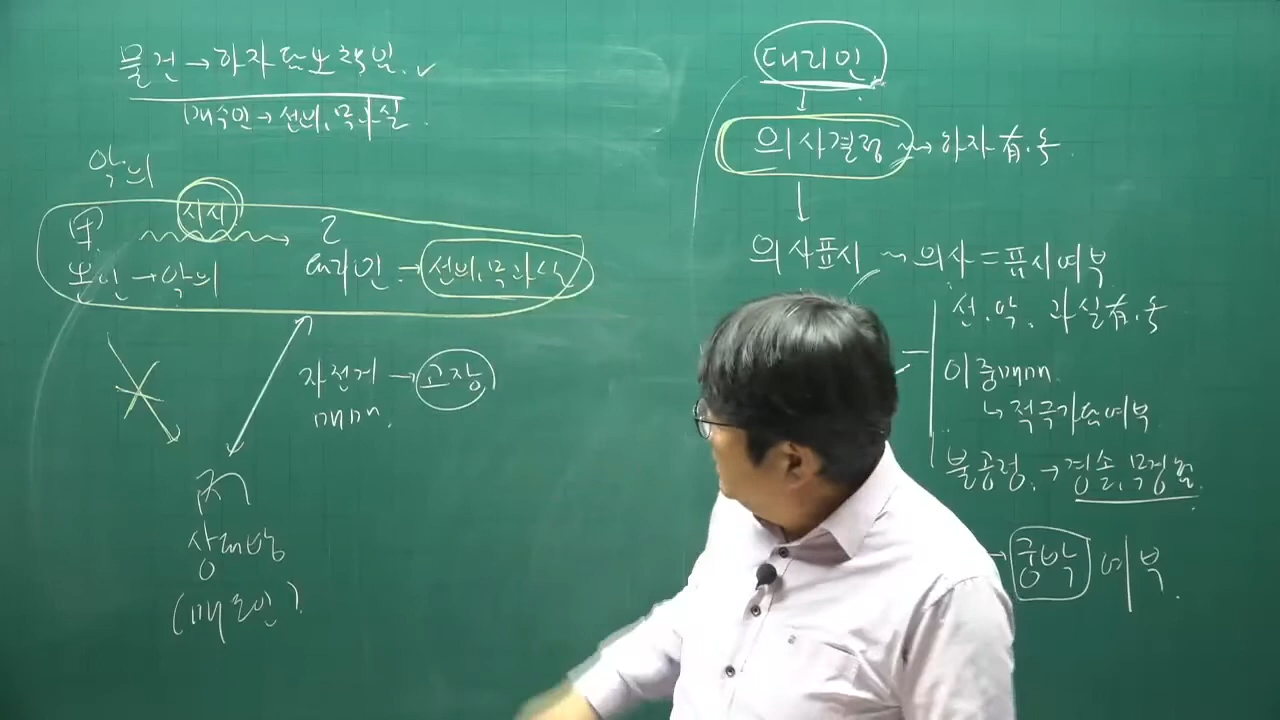 물건→하자담보책임.✓
매수인→선의, 무과실.
악의
甲. 지시 乙
본인→악의 대리인→선의, 무과실
자전거→고장
매매.
丙
상대방
(매도인).
대리인
↓
의사결정→하자有·무
↓
의사표시~의사=표시여부
선·악, 과실有·무
이중매매.
↳적극가담여부
불공정.→경솔, 무경험.
→궁박 여부.